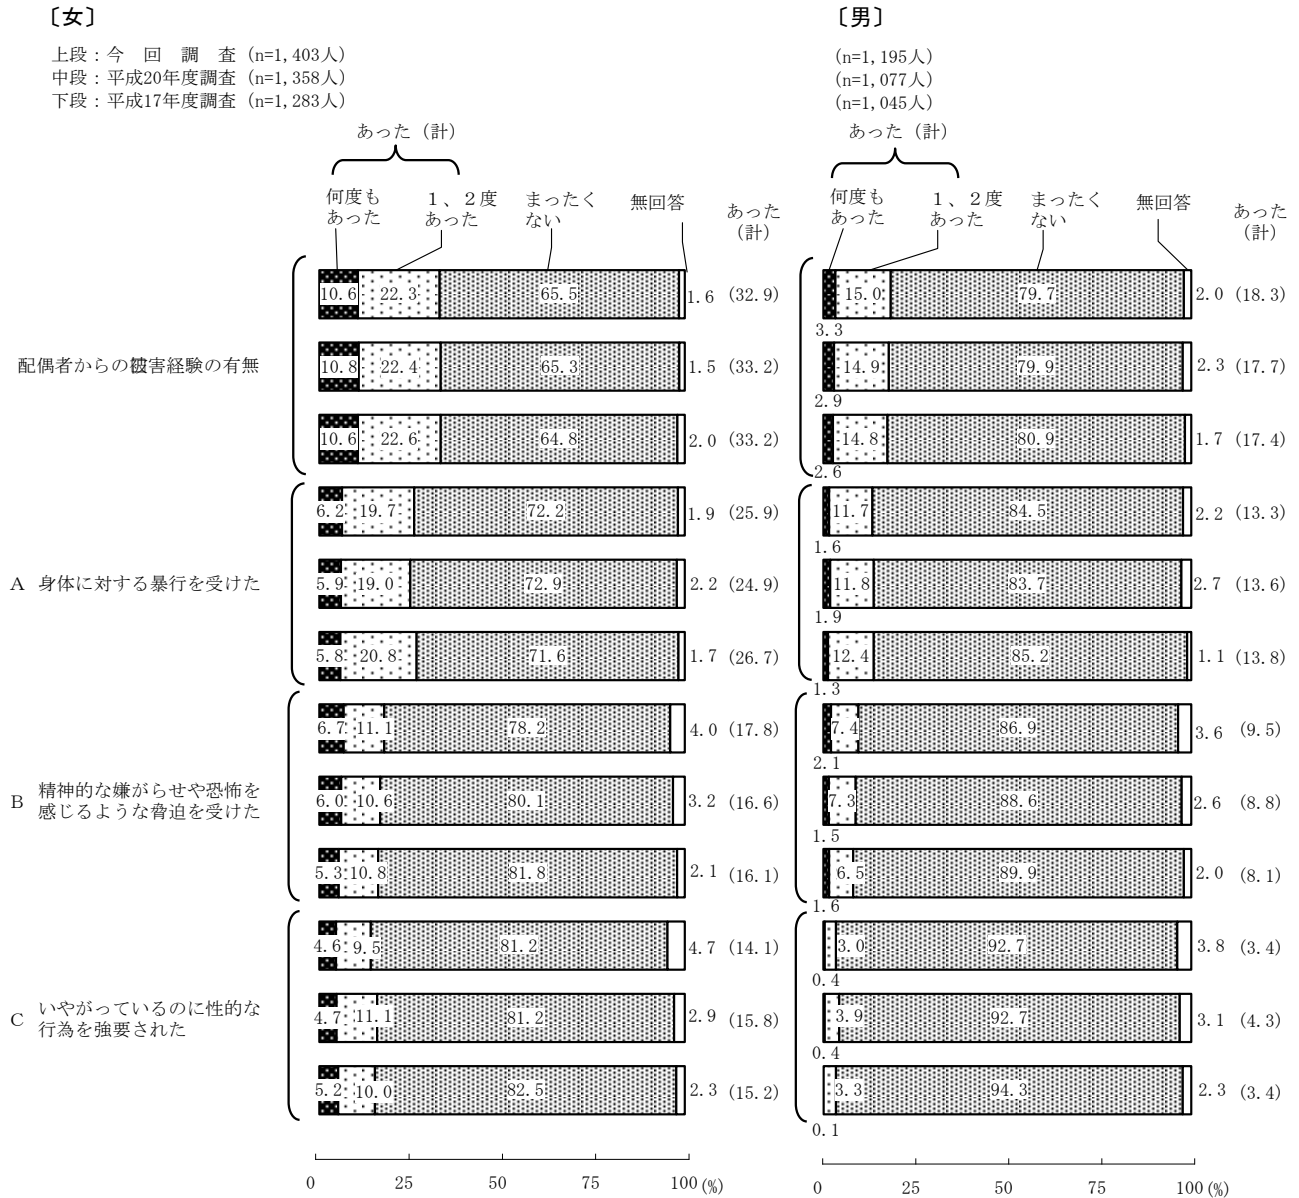 〔女〕
〔男〕
上段：今　回　調　査 (n=1,403人)
中段：平成20年度調査 (n=1,358人)
下段：平成17年度調査 (n=1,283人)
(n=1,195人)
(n=1,077人)
(n=1,045人)
あった（計）
あった（計）
何度も
あった
１、２度
あった
まったく
ない
無回答
あった
（計）
何度も
あった
１、２度
あった
まったく
ない
無回答
あった
（計）
配偶者からの被害経験の有無
10.6 22.3 65.5 1.6 (32.9)
3.3 15.0 79.7 2.0 (18.3)
10.8 22.4 65.3 1.5 (33.2)
2.9 14.9 79.9 2.3 (17.7)
10.6 22.6 64.8 2.0 (33.2)
2.6 14.8 80.9 1.7 (17.4)
A 身体に対する暴行を受けた
6.2 19.7 72.2 1.9 (25.9)
1.6 11.7 84.5 2.2 (13.3)
5.9 19.0 72.9 2.2 (24.9)
1.9 11.8 83.7 2.7 (13.6)
5.8 20.8 71.6 1.7 (26.7)
1.3 12.4 85.2 1.1 (13.8)
B 精神的な嫌がらせや恐怖を
感じるような脅迫を受けた
6.7 11.1 78.2 4.0 (17.8)
2.1 7.4 86.9 3.6 (9.5)
6.0 10.6 80.1 3.2 (16.6)
1.5 7.3 88.6 2.6 (8.8)
5.3 10.8 81.8 2.1 (16.1)
1.6 6.5 89.9 2.0 (8.1)
C いやがっているのに性的な
行為を強要された
4.6 9.5 81.2 4.7 (14.1)
0.4 3.0 92.7 3.8 (3.4)
4.7 11.1 81.2 2.9 (15.8)
0.4 3.9 92.7 3.1 (4.3)
5.2 10.0 82.5 2.3 (15.2)
0.1 3.3 94.3 2.3 (3.4)
0 25 50 75 100 (%)
0 25 50 75 100 (%)